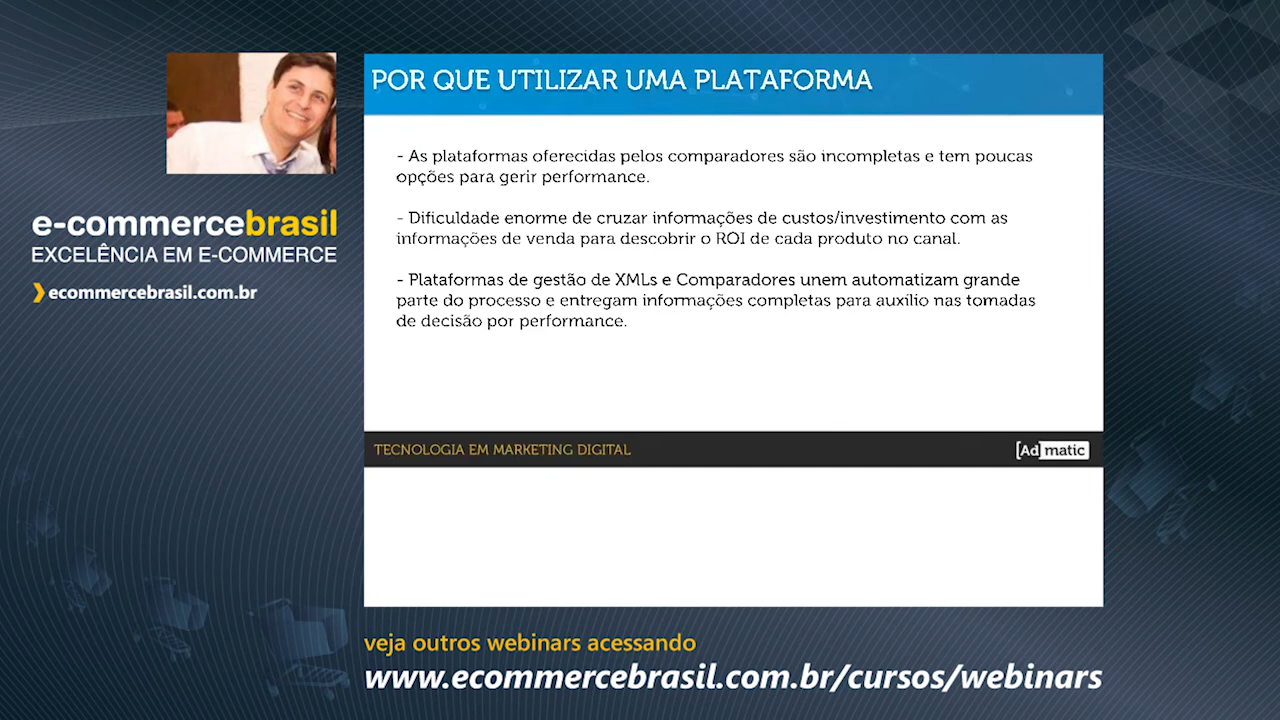 POR QUE UTILIZAR UMA PLATAFORMA
- As plataformas oferecidas pelos comparadores são incompletas e tem poucas
opções para gerir performance.
- Dificuldade enorme de cruzar informações de custos/investimento com as
informações de venda para descobrir o ROI de cada produto no canal.
- Plataformas de gestão de XMLs e Comparadores unem automatizam grande
parte do processo e entregam informações completas para auxílio nas tomadas
de decisão por performance.
TECNOLOGIA EM MARKETING DIGITAL
[Ad]matic
e-commercebrasil
EXCELÊNCIA EM E-COMMERCE
ecommercebrasil.com.br
veja outros webinars acessando
www.ecommercebrasil.com.br/cursos/webinars